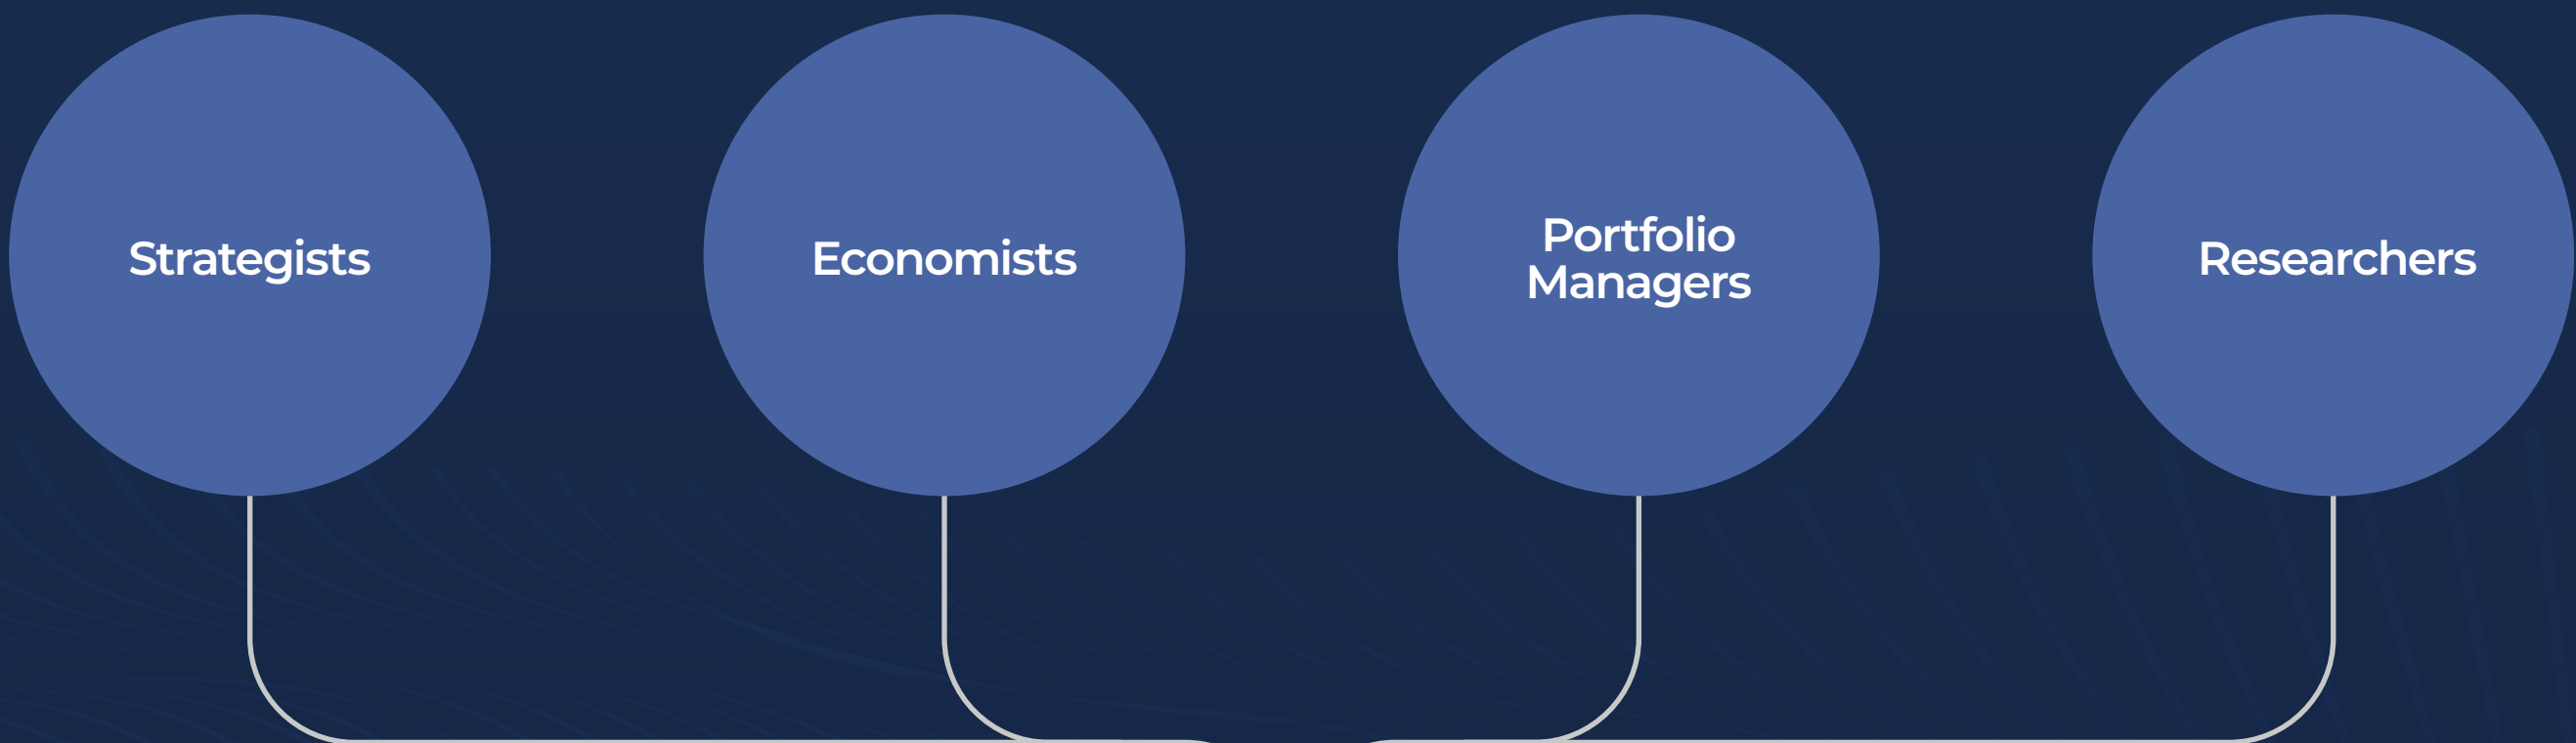 Strategists
Economists
Portfolio
Managers
Researchers